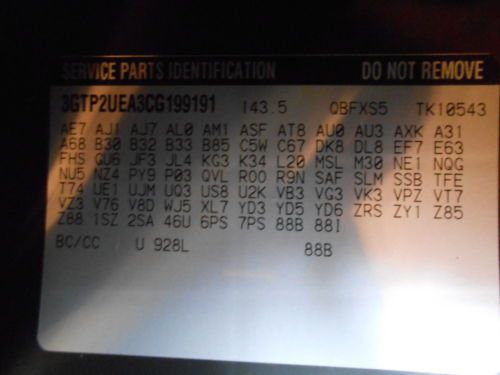 SERVICE PARTS IDENTIFICATION DO NOT REMOVE
3GTP2UEA3CG199191 143.5 QBFXS5 TK10543
AE7 AJ1 AJ7 AL0 AM1 ASF AT8 AU0 AU3 AXK A31
A68 B30 B32 B33 B85 C5W C67 DK8 DL8 EF7 E63
FHS GU6 JF3 JL4 KG3 K34 L20 MSL M30 NE1 NQG
NU5 NZ4 PY9 P03 QVL R00 R9N SAF SLM SSB TFE
T74 UE1 UJM UQ3 US8 U2K VB3 VG3 VK3 VPZ VT7
VZ3 V76 V8D WJ5 XL7 YD3 YD5 YD6 ZRS ZY1 Z85
Z88 1SZ 2SA 46U 6PS 7PS 88B 88I
BC/CC U 928L 88B